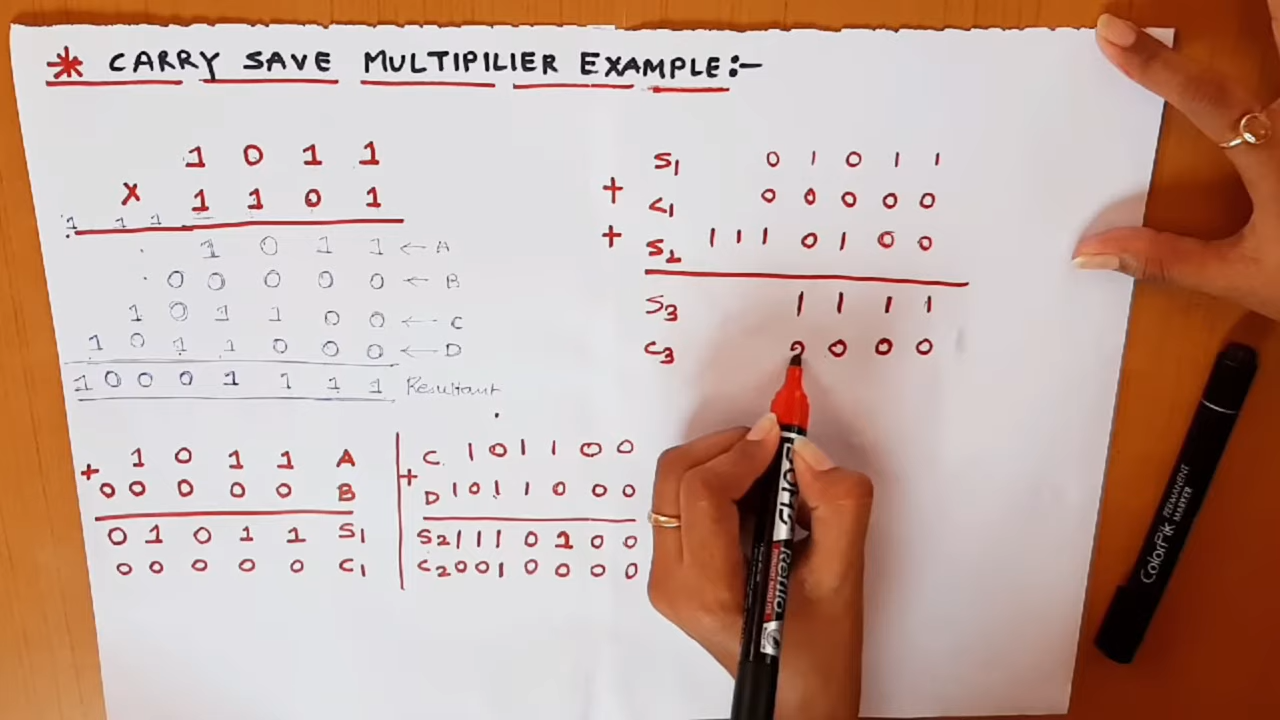 * CARRY SAVE MULTIPILIER EXAMPLE:-
1 0 1 1
X 1 1 0 1
1 1 1
1 0 1 1 ← A
0 0 0 0 0 ← B
1 0 1 1 0 0 ← C
1 0 1 1 0 0 0 ← D
1 0 0 0 1 1 1 1 Resultant
1 0 1 1 A
+ 0 0 0 0 0 B
0 1 0 1 1 S1
0 0 0 0 0 C1
C 1 0 1 1 0 0
+ D 1 0 1 1 0 0 0
S2 1 1 1 0 1 0 0
C2 0 0 1 0 0 0 0
S1 0 1 0 1 1
+ C1 0 0 0 0 0
+ S2 1 1 1 0 1 0 0
S3 1 1 1 1
C3 0 0 0 0
ColorPik PERMANENT MARKER